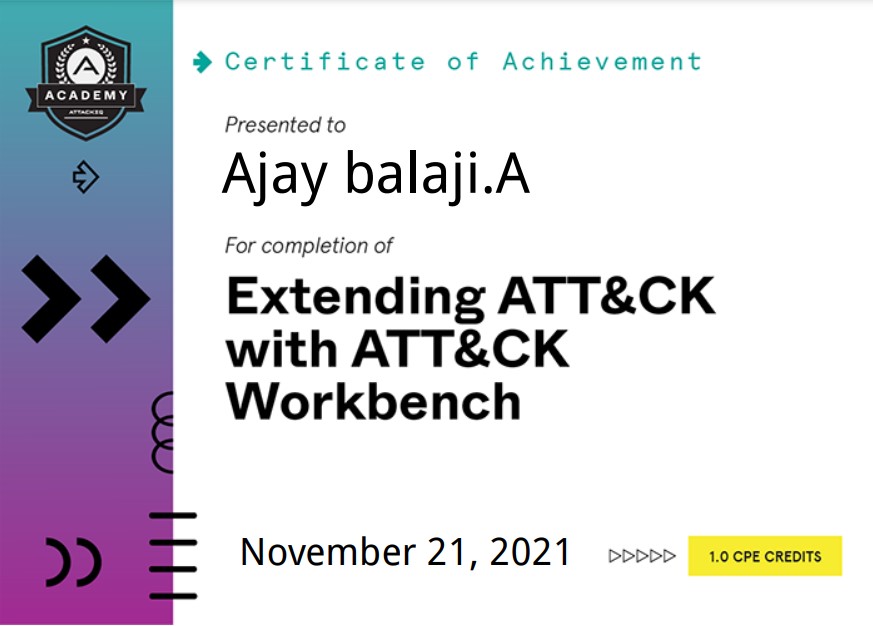 A
ACADEMY
ATTACKIQ
Certificate of Achievement
Presented to
Ajay balaji.A
For completion of
Extending ATT&CK
with ATT&CK
Workbench
November 21, 2021
1.0 CPE CREDITS